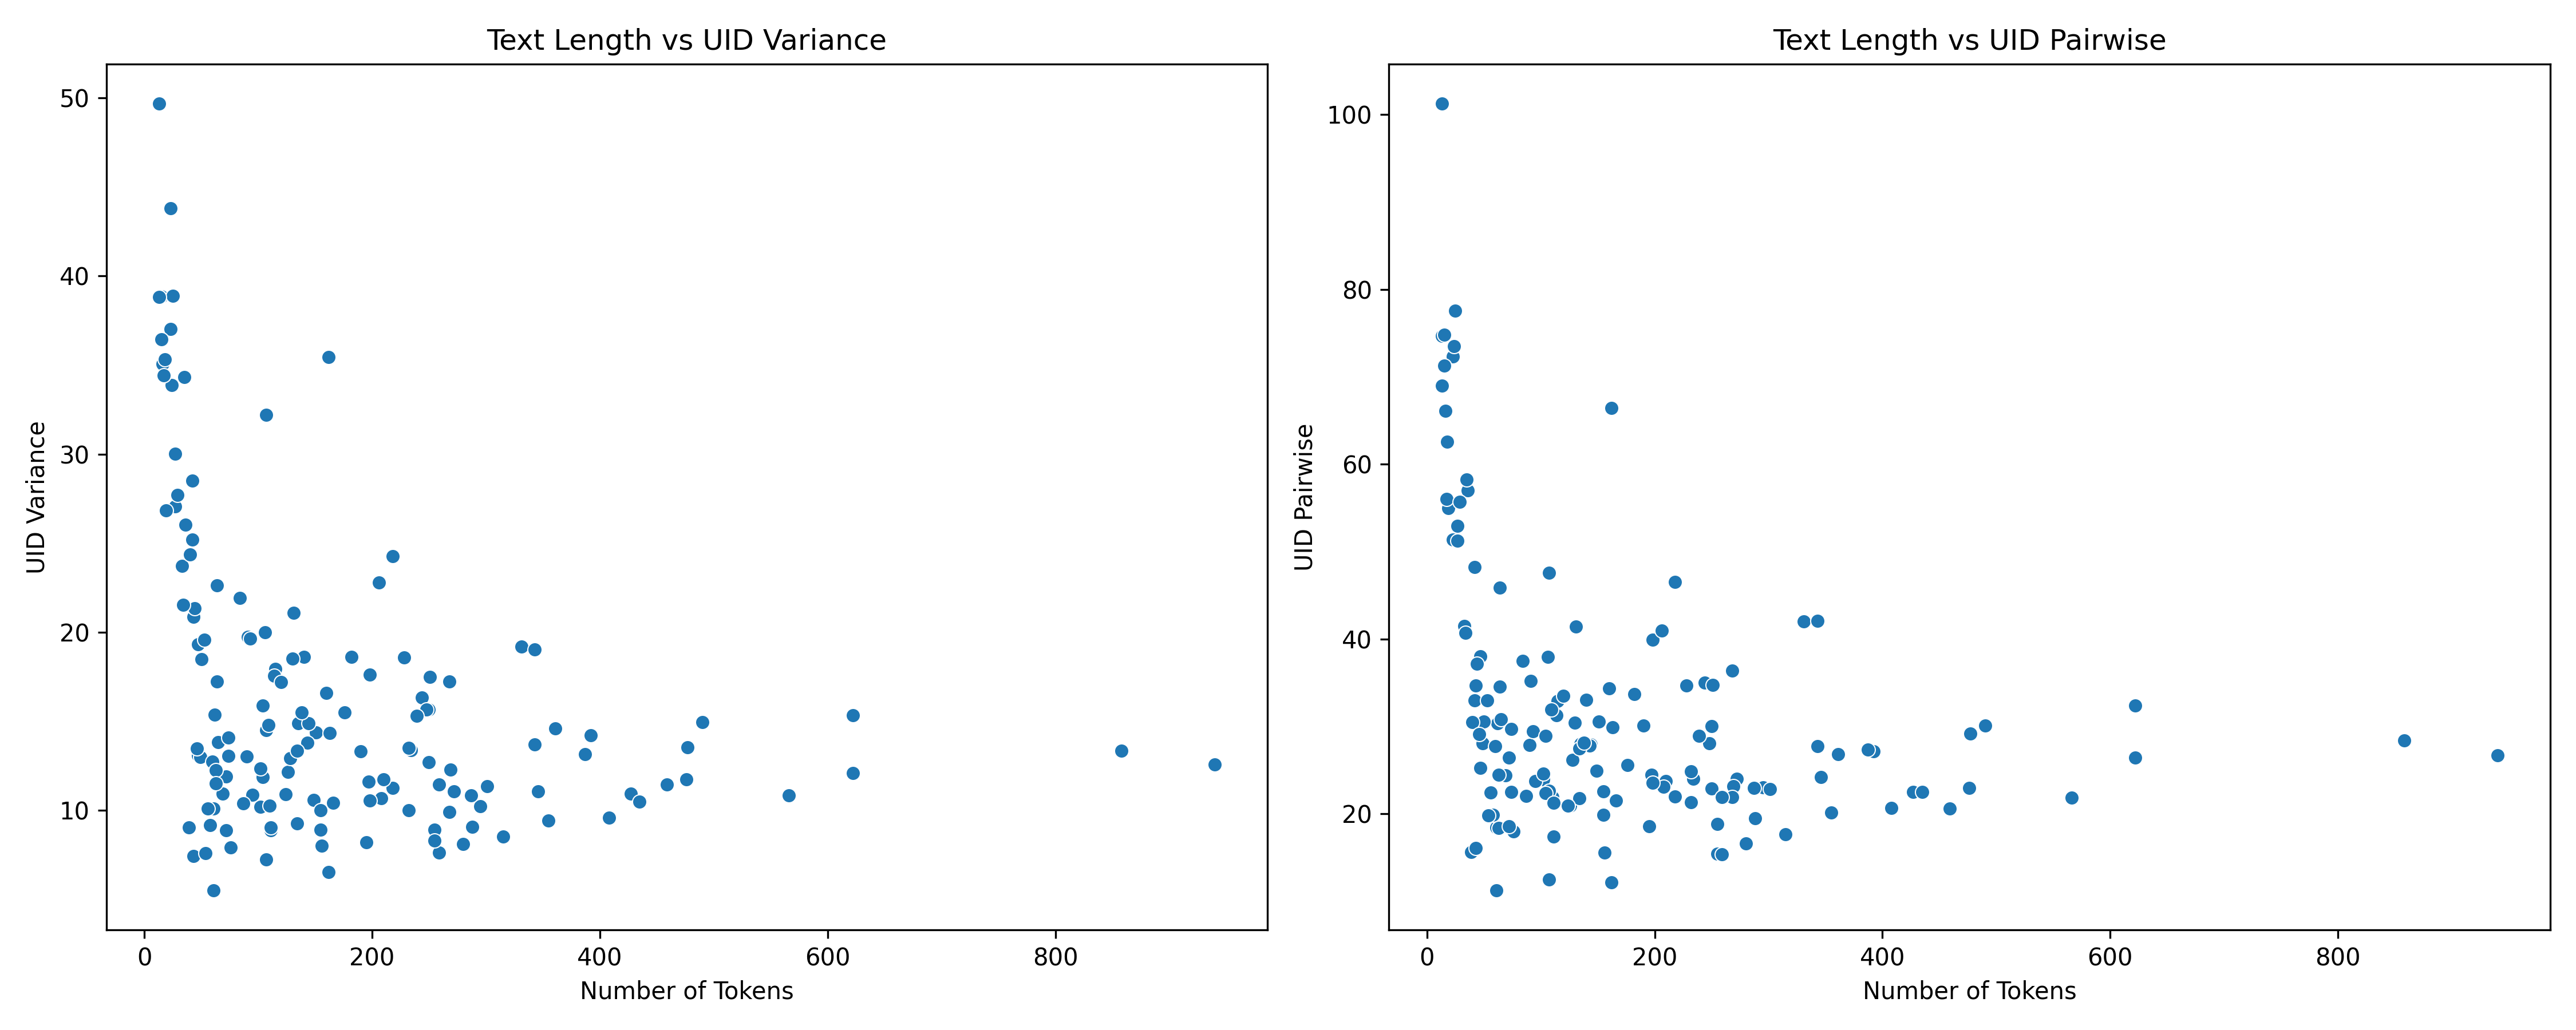 Text Length vs UID Variance
UID Variance
50
40
30
20
10
0 200 400 600 800
Number of Tokens
Text Length vs UID Pairwise
UID Pairwise
100
80
60
40
20
0 200 400 600 800
Number of Tokens